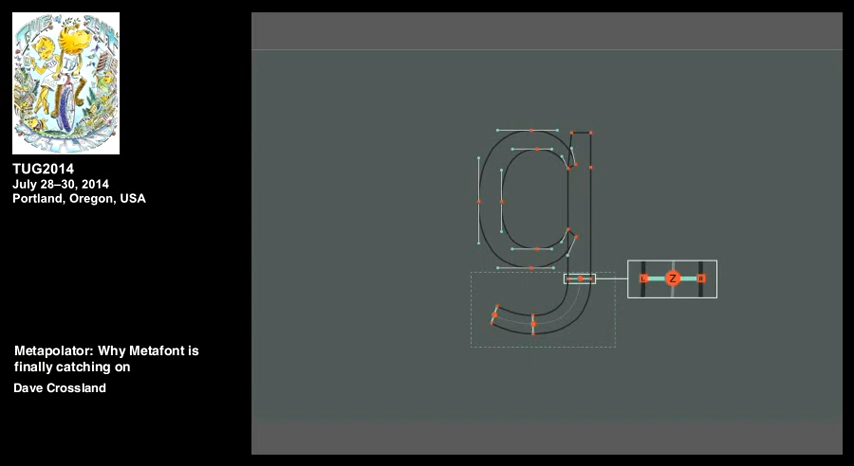 TUG2014
July 28–30, 2014
Portland, Oregon, USA
Metapolator: Why Metafont is
finally catching on
Dave Crossland
g
Z